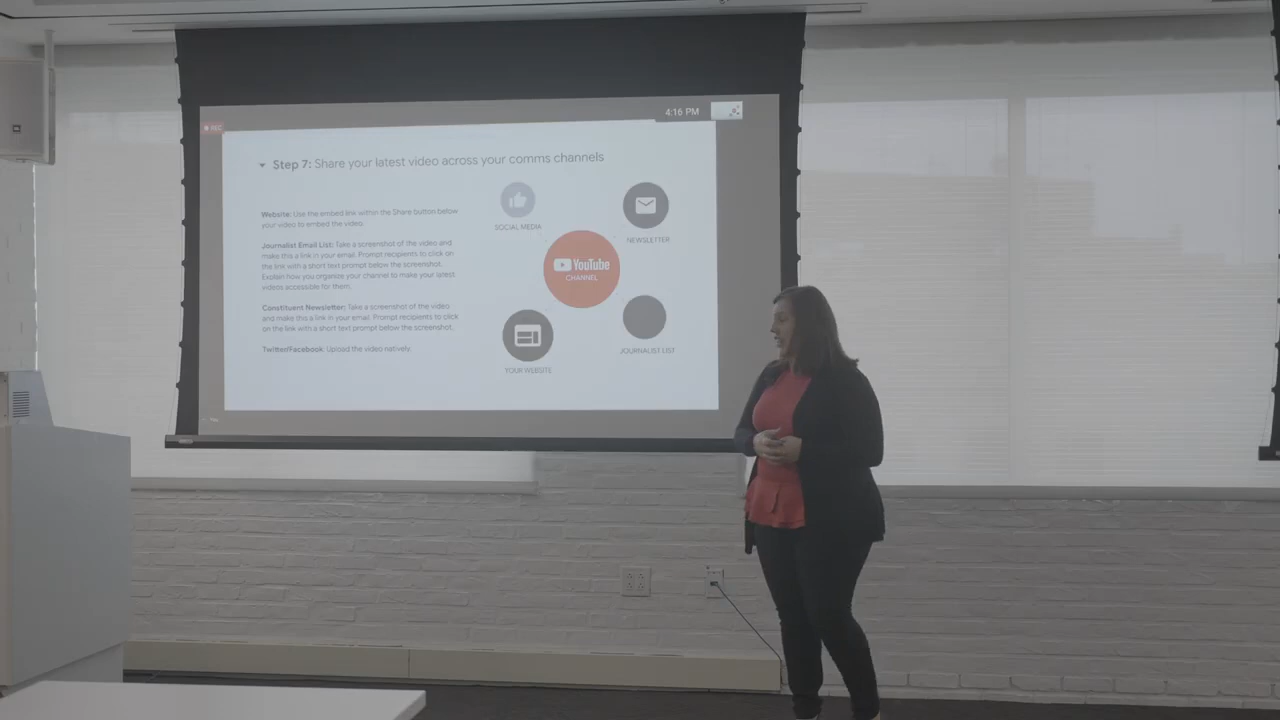 4:16 PM
REC
Step 7: Share your latest video across your comms channels
Website: Use the embed link within the Share button below
your video to embed the video.
Journalist Email List: Take a screenshot of the video and
make this a link in your email. Prompt recipients to click on
the link with a short text prompt below the screenshot.
Explain how you organize your channel to make your latest
videos accessible for them.
Constituent Newsletter: Take a screenshot of the video
and make this a link in your email. Prompt recipients to click
on the link with a short text prompt below the screenshot.
Twitter/Facebook: Upload the video natively.
SOCIAL MEDIA
NEWSLETTER
YouTube
CHANNEL
YOUR WEBSITE
JOURNALIST LIST